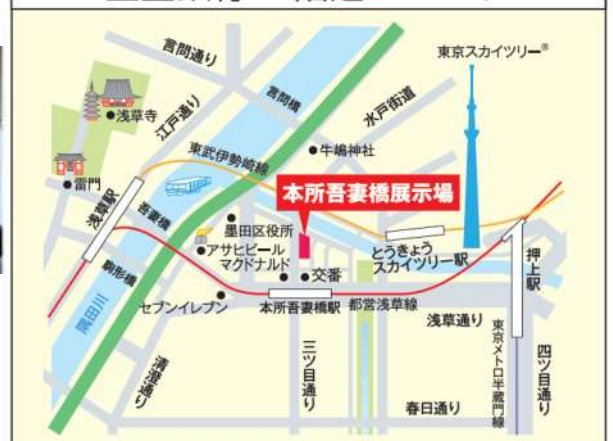 言問通り
東京スカイツリー®
言問橋
江戸通り
水戸街道
浅草寺
牛嶋神社
東武伊勢崎線
雷門
浅草駅
本所吾妻橋展示場
吾妻橋
墨田区役所
アサヒビール
マクドナルド
とうきょう
スカイツリー駅
押上駅
駒形橋
交番
セブンイレブン
本所吾妻橋駅
都営浅草線
浅草通り
隅田川
清澄通り
三ツ目通り
東京メトロ半蔵門線
四ツ目通り
春日通り